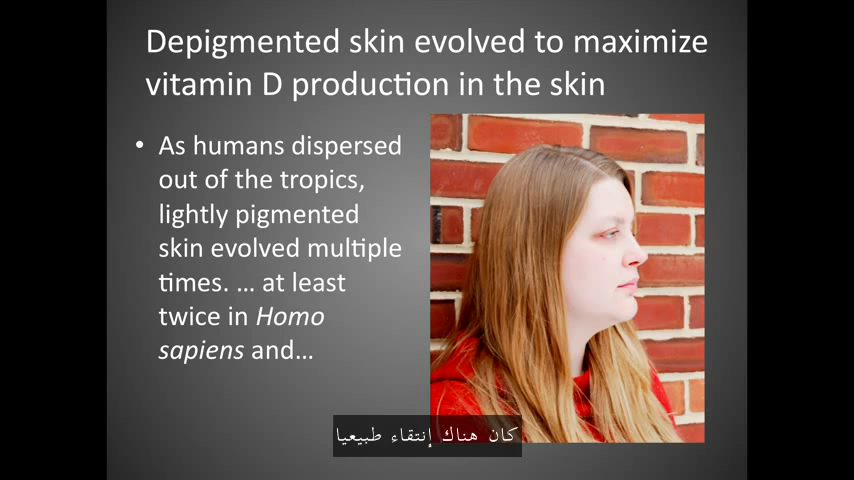 Depigmented skin evolved to maximize
vitamin D production in the skin
• As humans dispersed
out of the tropics,
lightly pigmented
skin evolved multiple
times. ... at least
twice in Homo
sapiens and...
كان هناك إنتقاء طبيعيا